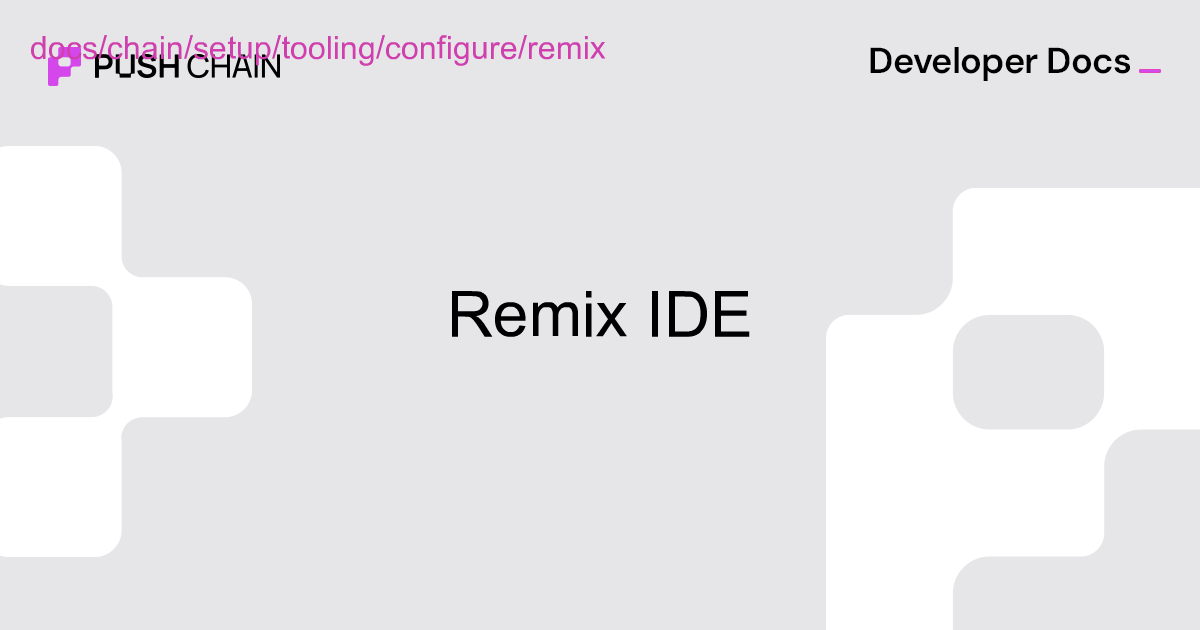 docs/chain/setup/tooling/configure/remix
PUSH CHAIN
Developer Docs _
Remix IDE